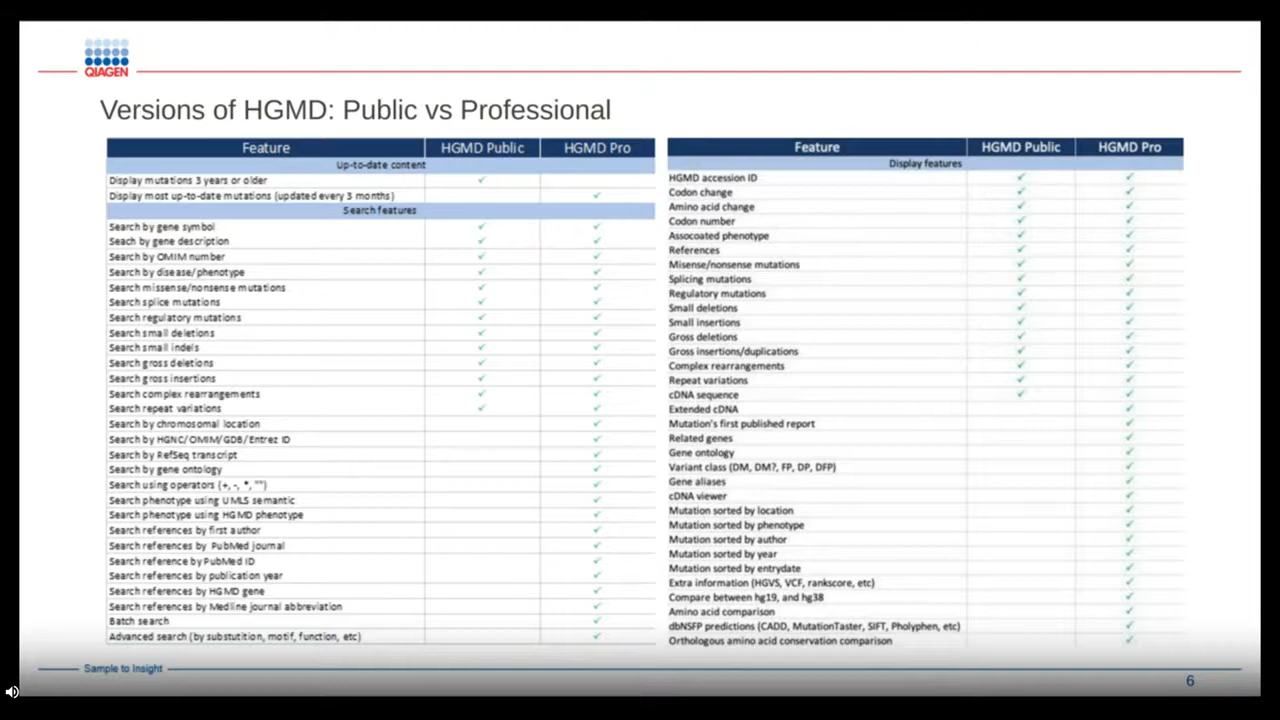 QIAGEN
Versions of HGMD: Public vs Professional
Feature HGMD Public HGMD Pro
Up-to-date content
Display mutations 3 years or older ✓
Display most up-to-date mutations (updated every 3 months) ✓
Search features
Search by gene symbol ✓ ✓
Seach by gene description ✓ ✓
Search by OMIM number ✓ ✓
Search by disease/phenotype ✓ ✓
Search missense/nonsense mutations ✓ ✓
Search splice mutations ✓ ✓
Search regulatory mutations ✓ ✓
Search small deletions ✓ ✓
Search small indels ✓ ✓
Search gross deletions ✓ ✓
Search gross insertions ✓ ✓
Search complex rearrangements ✓ ✓
Search repeat variations ✓ ✓
Search by chromosomal location ✓
Search by HGNC/OMIM/GDB/Entrez ID ✓
Search by RefSeq transcript ✓
Search by gene ontology ✓
Search using operators (+, -, *, "") ✓
Search phenotype using UMLS semantic ✓
Search phenotype using HGMD phenotype ✓
Search references by first author ✓
Search references by PubMed journal ✓
Search reference by PubMed ID ✓
Search references by publication year ✓
Search references by HGMD gene ✓
Search references by Medline journal abbreviation ✓
Batch search ✓
Advanced search (by substutition, motif, function, etc) ✓
Feature HGMD Public HGMD Pro
Display features
HGMD accession ID ✓ ✓
Codon change ✓ ✓
Amino acid change ✓ ✓
Codon number ✓ ✓
Assocoated phenotype ✓ ✓
References ✓ ✓
Misense/nonsense mutations ✓ ✓
Splicing mutations ✓ ✓
Regulatory mutations ✓ ✓
Small deletions ✓ ✓
Small insertions ✓ ✓
Gross deletions ✓ ✓
Gross insertions/duplications ✓ ✓
Complex rearrangements ✓ ✓
Repeat variations ✓ ✓
cDNA sequence ✓ ✓
Extended cDNA ✓
Mutation's first published report ✓
Related genes ✓
Gene ontology ✓
Variant class (DM, DM?, FP, DP, DFP) ✓
Gene aliases ✓
cDNA viewer ✓
Mutation sorted by location ✓
Mutation sorted by phenotype ✓
Mutation sorted by author ✓
Mutation sorted by year ✓
Mutation sorted by entrydate ✓
Extra information (HGVS, VCF, rankscore, etc) ✓
Compare between hg19, and hg38 ✓
Amino acid comparison ✓
dbNSFP predictions (CADD, MutationTaster, SIFT, Pholyphen, etc) ✓
Orthologous amino acid conservation comparison ✓
Sample to Insight
6